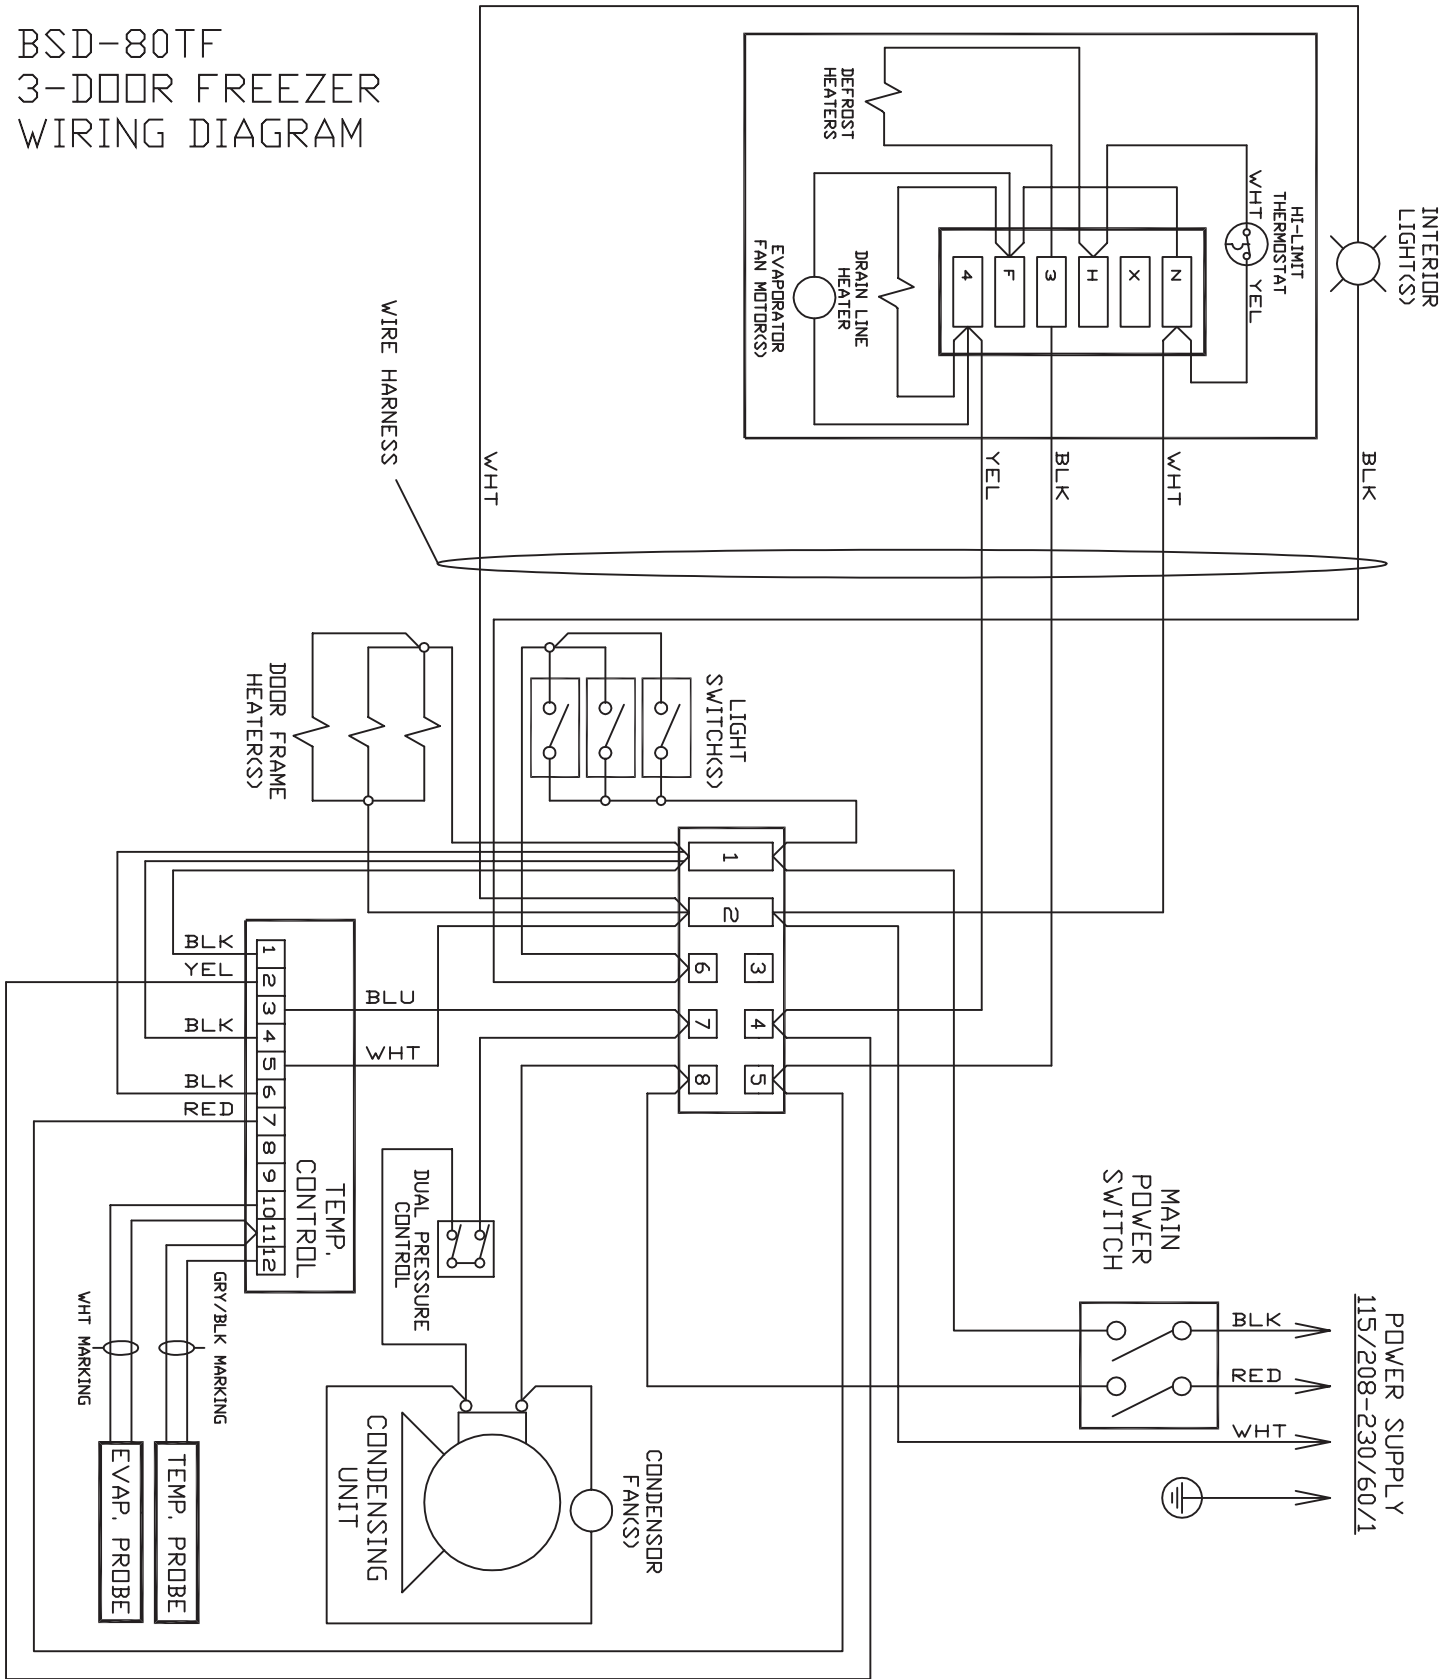 BSD-80TF
3-DOOR FREEZER
WIRING DIAGRAM
DEFROST
HEATERS
WHT
HI-LIMIT
THERMOSTAT
YEL
INTERIOR
LIGHT(S)
EVAPORATOR
FAN MOTOR(S)
DRAIN LINE
HEATER
4
F
3
H
X
N
WIRE HARNESS
WHT
YEL
BLK
WHT
BLK
DOOR FRAME
HEATER(S)
LIGHT
SWITCH(S)
1
2
6
3
7
4
8
5
BLK
YEL
BLK
BLK
RED
BLU
WHT
1
2
3
4
5
6
7
8
9
10
11
12
TEMP.
CONTROL
DUAL PRESSURE
CONTROL
MAIN
POWER
SWITCH
BLK
RED
WHT
POWER SUPPLY
115/208-230/60/1
WHT MARKING
GRY/BLK MARKING
EVAP. PROBE
TEMP. PROBE
CONDENSING
UNIT
CONDENSOR
FAN(S)